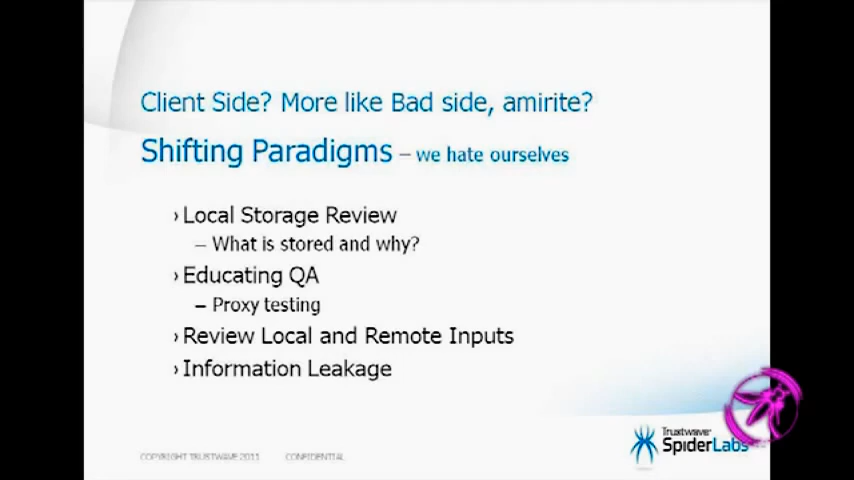 Client Side? More like Bad side, amirite?
Shifting Paradigms – we hate ourselves
› Local Storage Review
– What is stored and why?
› Educating QA
– Proxy testing
› Review Local and Remote Inputs
› Information Leakage
Trustwave®
SpiderLabs
COPYRIGHT TRUSTWAVE 2011 CONFIDENTIAL